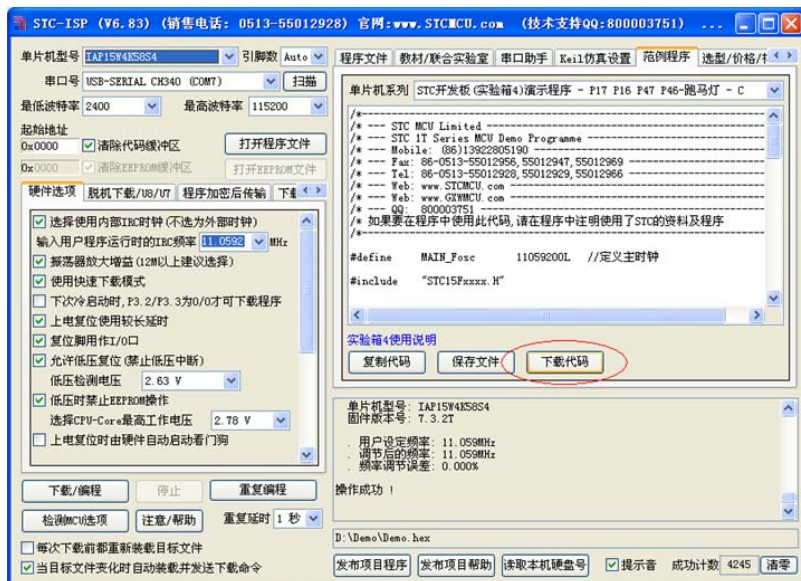 STC-ISP (V6.83) (销售电话: 0513-55012928) 官网:www.STCMCU.com (技术支持QQ:800003751) ...
单片机型号 IAP15W4K58S4 引脚数 Auto
串口号 USB-SERIAL CH340 (COM7) 扫描
最低波特率 2400 最高波特率 115200
起始地址
0x0000 清除代码缓冲区 打开程序文件
0x0000 清除EEPROM缓冲区 打开EEPROM文件
硬件选项 脱机下载/U8/U7 程序加密后传输 下载
选择使用内部IRC时钟(不选为外部时钟)
输入用户程序运行时的IRC频率 11.0592 MHz
振荡器放大增益(12M以上建议选择)
使用快速下载模式
下次冷启动时,P3.2/P3.3为0/0才可下载程序
上电复位使用较长延时
复位脚用作I/O口
允许低压复位(禁止低压中断)
低压检测电压 2.63 V
低压时禁止EEPROM操作
选择CPU-Core最高工作电压 2.78 V
上电复位时由硬件自动启动看门狗
下载/编程 停止 重复编程
检测MCU选项 注意/帮助 重复延时 1 秒
每次下载前都重新装载目标文件
当目标文件变化时自动装载并发送下载命令
程序文件 教材/联合实验室 串口助手 Keil仿真设置 范例程序 选型/价格/
单片机系列 STC开发板(实验箱4)演示程序 - P17 P16 P47 P46-跑马灯 - C
/*---------------------------------------------------------------------
/* --- STC MCU Limited ------------------------------------------------
/* --- STC 1T Series MCU Demo Programme -------------------------------
/* --- Mobile: (86)13922805190 ----------------------------------------
/* --- Fax: 86-0513-55012956,55012947,55012969 ------------------------
/* --- Tel: 86-0513-55012928,55012929,55012966 ------------------------
/* --- Web: www.STCMCU.com --------------------------------------------
/* --- Web: www.GXWMCU.com --------------------------------------------
/* --- QQ: 800003751 --------------------------------------------------
/* 如果要在程序中使用此代码,请在程序中注明使用了STC的资料及程序
/*---------------------------------------------------------------------
#define MAIN_Fosc 11059200L //定义主时钟
#include "STC15Fxxxx.H"
实验箱4使用说明
复制代码 保存文件 下载代码
单片机型号: IAP15W4K58S4
固件版本号: 7.3.2T
. 用户设定频率: 11.059MHz
. 调节后的频率: 11.059MHz
. 频率调节误差: 0.000%
操作成功 !
D:\Demo\Demo.hex
发布项目程序 发布项目帮助 读取本机硬盘号 提示音 成功计数 4245 清零